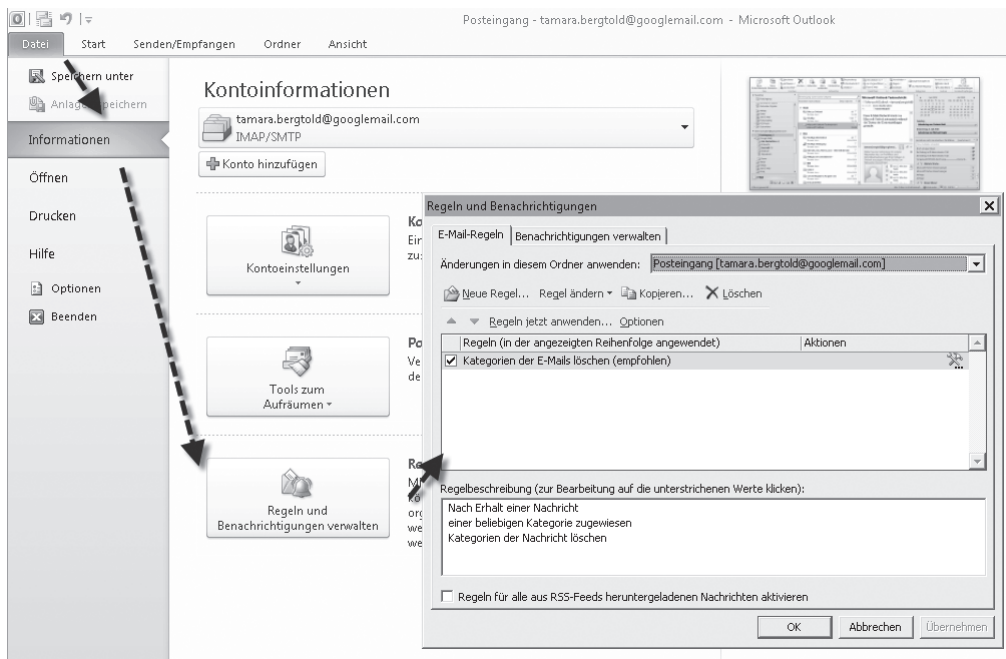 Posteingang - tamara.bergtold@googlemail.com - Microsoft Outlook
Datei Start Senden/Empfangen Ordner Ansicht
Speichern unter
Anlagen speichern
Informationen
Öffnen
Drucken
Hilfe
Optionen
Beenden
Kontoinformationen
tamara.bergtold@googlemail.com
IMAP/SMTP
Konto hinzufügen
Kontoeinstellungen
Tools zum
Aufräumen
Regeln und
Benachrichtigungen verwalten
Regeln und Benachrichtigungen
E-Mail-Regeln Benachrichtigungen verwalten
Änderungen in diesem Ordner anwenden: Posteingang [tamara.bergtold@googlemail.com]
Neue Regel... Regel ändern Kopieren... Löschen
Regeln jetzt anwenden... Optionen
Regeln (in der angezeigten Reihenfolge angewendet) Aktionen
Kategorien der E-Mails löschen (empfohlen)
Regelbeschreibung (zur Bearbeitung auf die unterstrichenen Werte klicken):
Nach Erhalt einer Nachricht
einer beliebigen Kategorie zugewiesen
Kategorien der Nachricht löschen
Regeln für alle aus RSS-Feeds heruntergeladenen Nachrichten aktivieren
OK Abbrechen Übernehmen